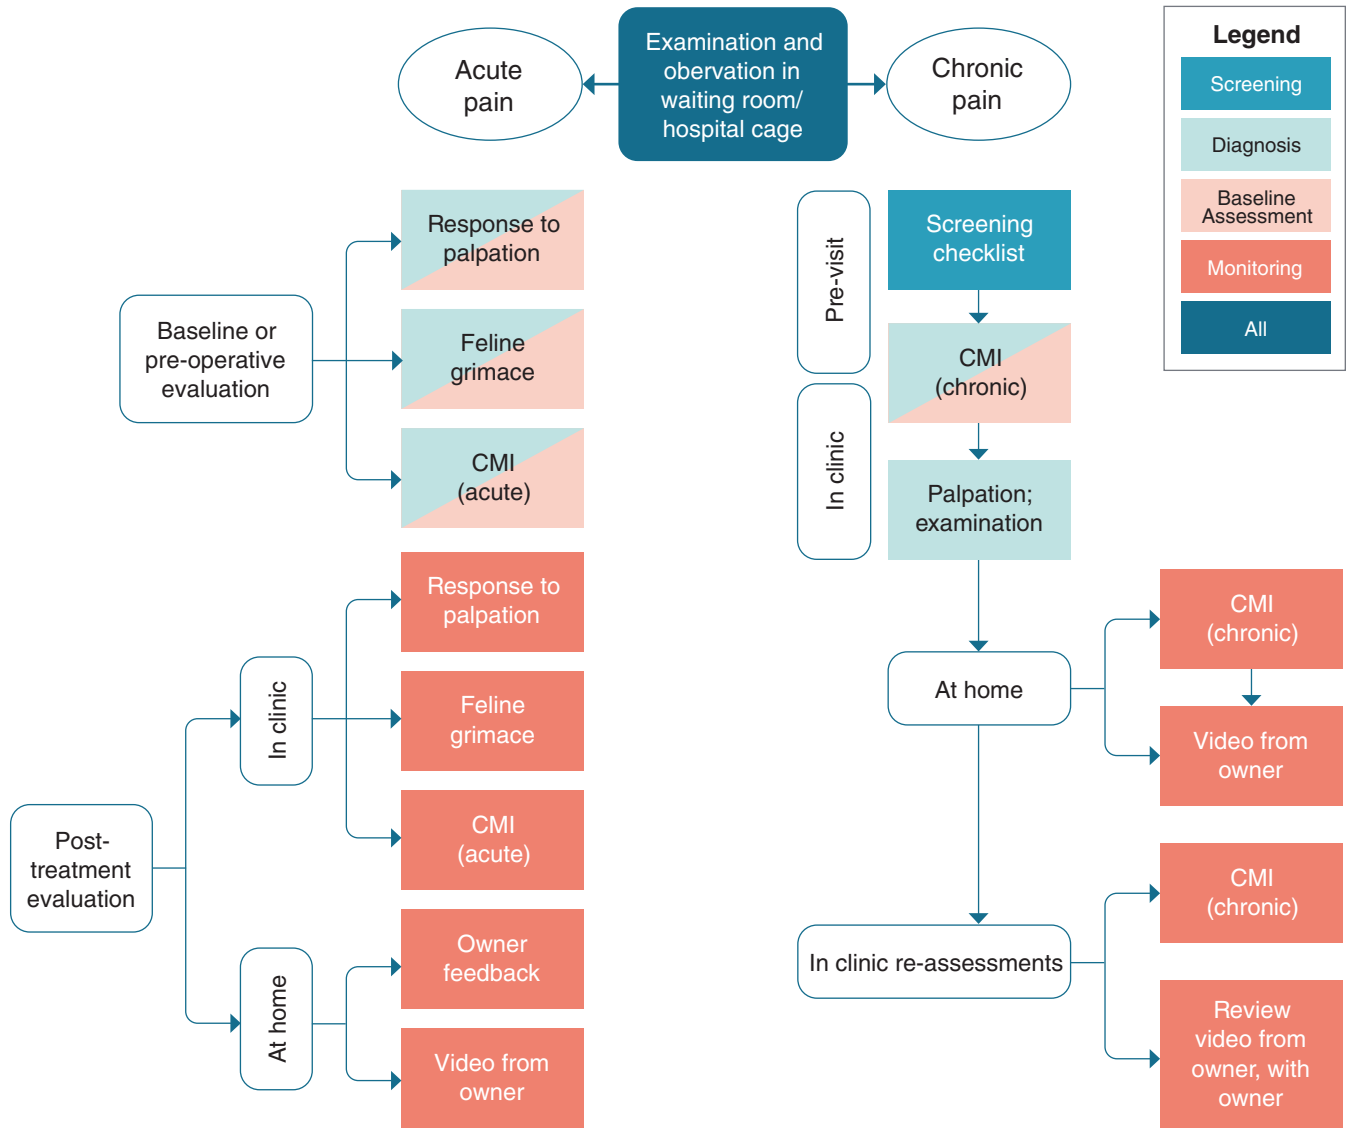 Acute
pain
Examination and
obervation in
waiting room/
hospital cage
Chronic
pain
Legend
Screening
Diagnosis
Baseline
Assessment
Monitoring
All
Baseline or
pre-operative
evaluation
Response to
palpation
Feline
grimace
CMI
(acute)
Post-
treatment
evaluation
In clinic
Response to
palpation
Feline
grimace
CMI
(acute)
At home
Owner
feedback
Video from
owner
Pre-visit
Screening
checklist
CMI
(chronic)
In clinic
Palpation;
examination
At home
CMI
(chronic)
Video from
owner
In clinic re-assessments
CMI
(chronic)
Review
video from
owner, with
owner